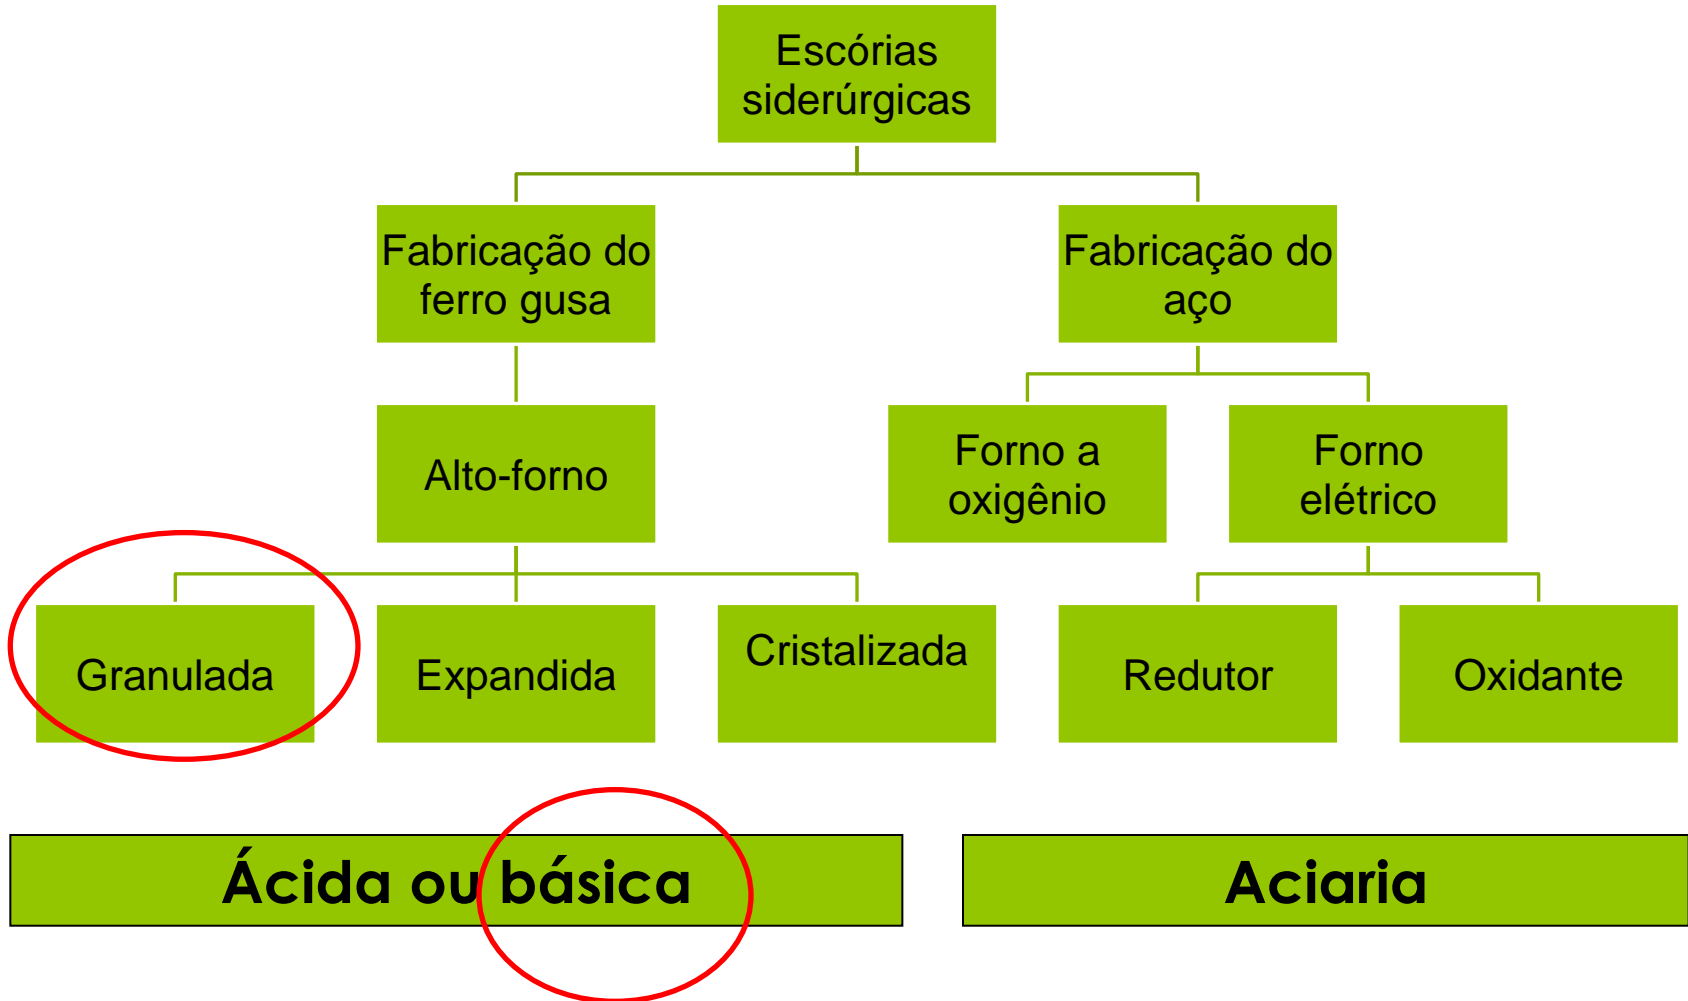 Escórias
siderúrgicas
Fabricação do
ferro gusa
Fabricação do
aço
Alto-forno
Forno a
oxigênio
Forno
elétrico
Granulada
Expandida
Cristalizada
Redutor
Oxidante
Ácida ou básica
Aciaria